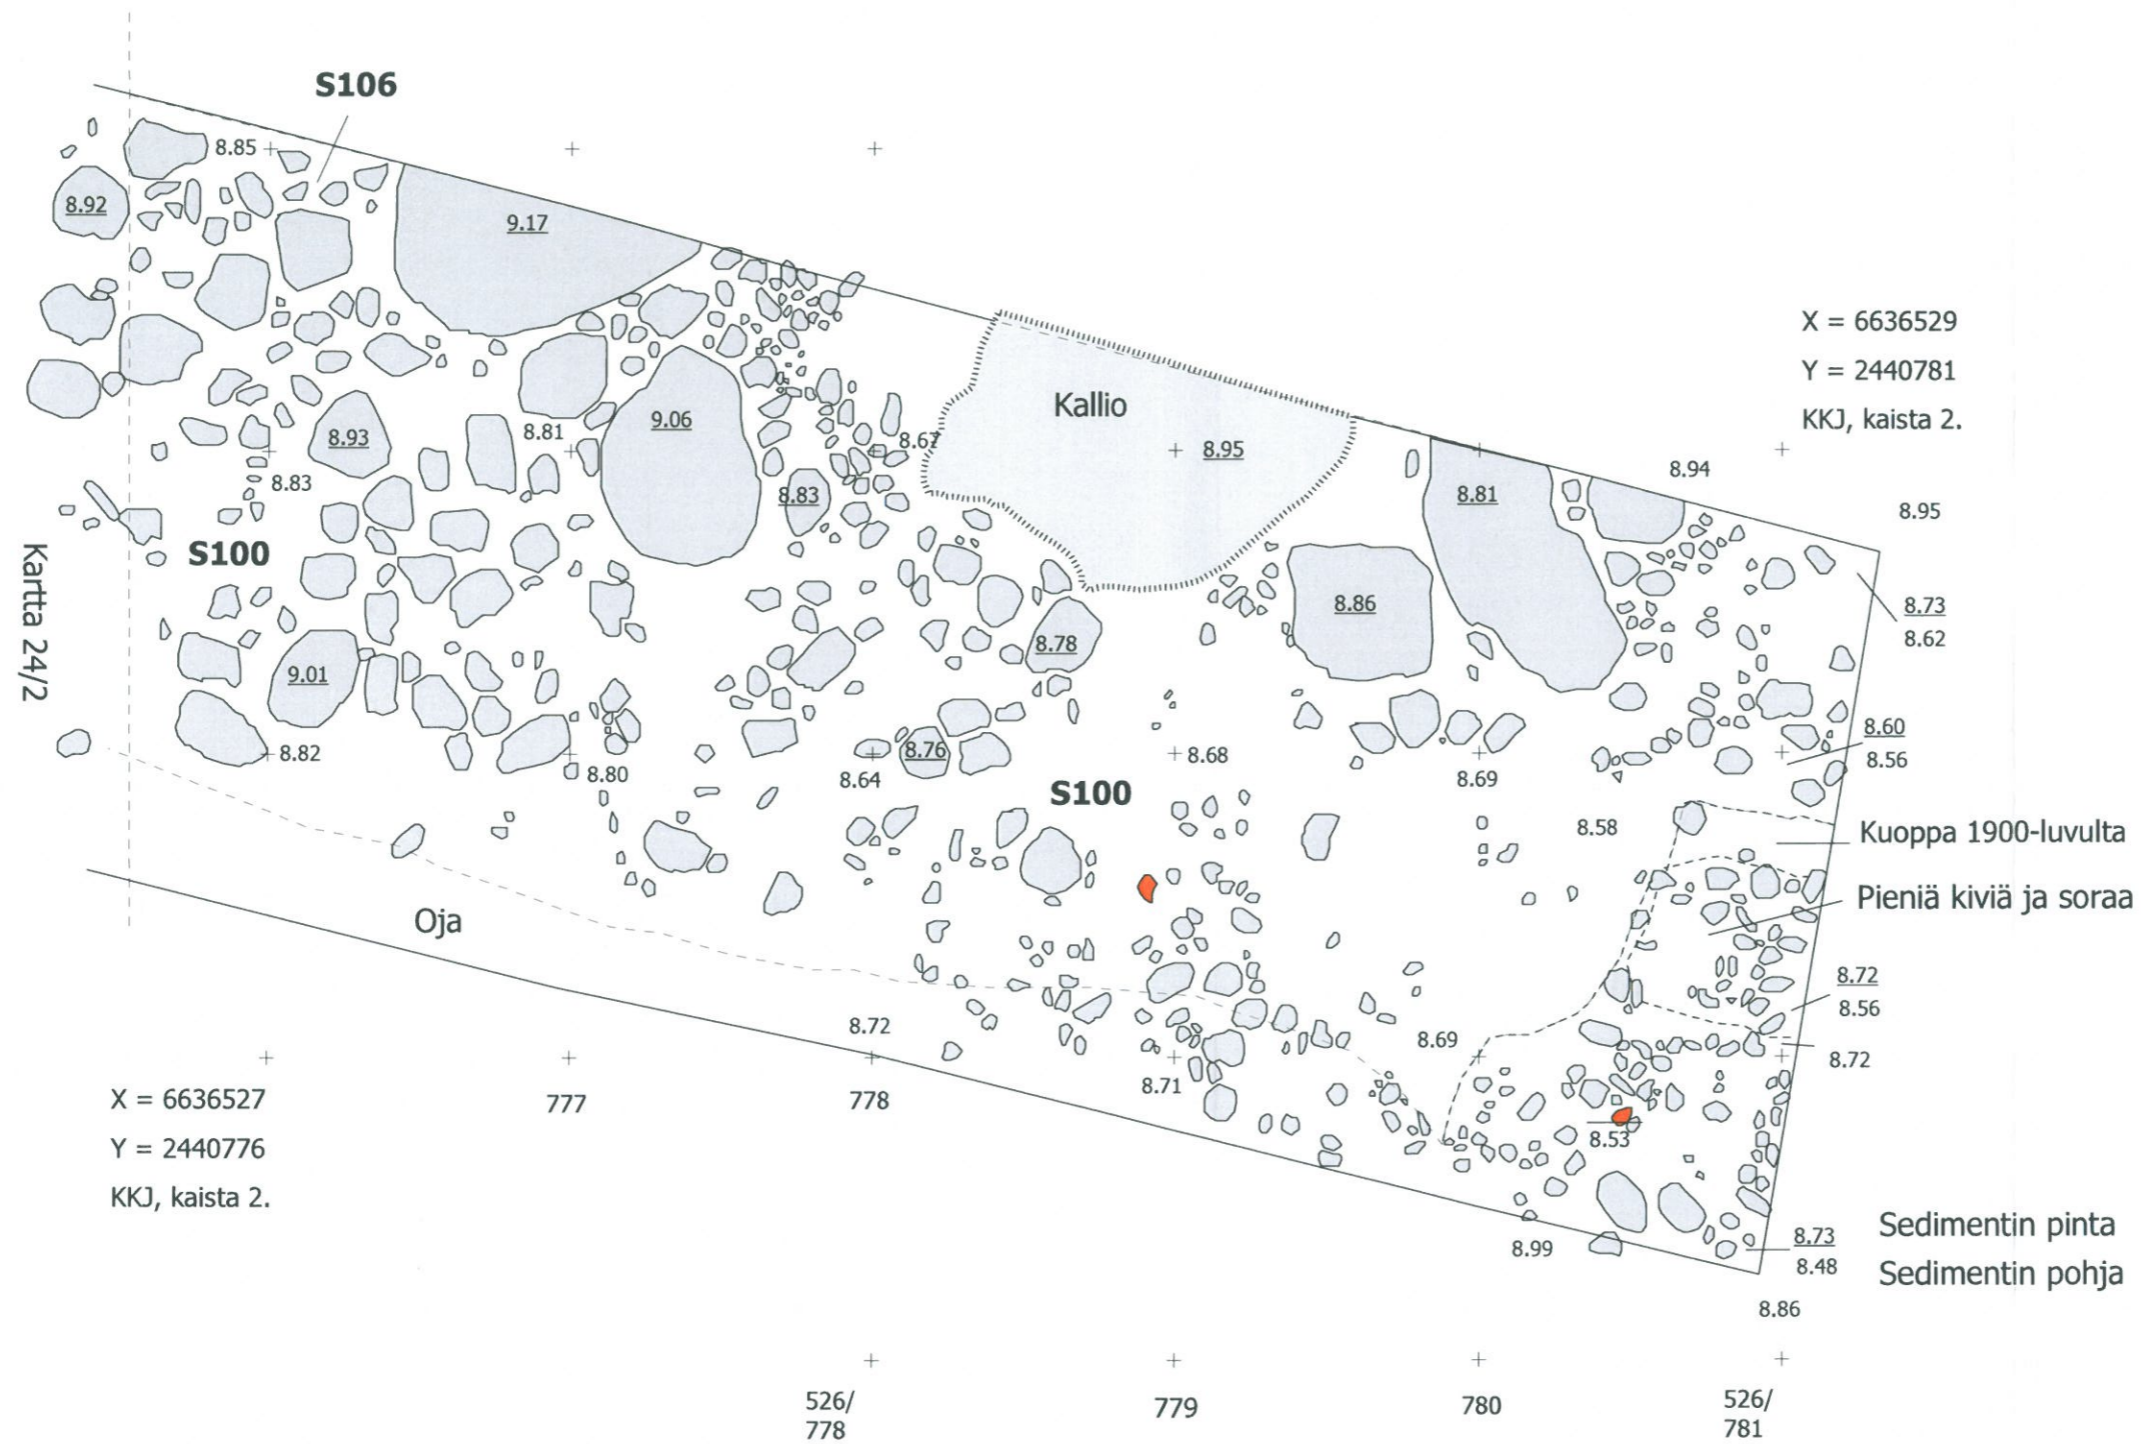 S106
8.85
8.92
9.17
X = 6636529
Y = 2440781
KKJ, kaista 2.
Kallio
9.06
8.93
8.81
8.67
8.95
8.94
8.83
8.83
8.81
8.95
S100
Kartta 24/2
8.86
8.73
8.62
8.78
9.01
8.60
8.56
8.82
8.80
8.64
8.76
8.68
8.69
S100
8.58
Kuoppa 1900-luvulta
Pieniä kiviä ja soraa
Oja
8.72
8.56
8.72
8.69
8.72
8.71
X = 6636527
Y = 2440776
KKJ, kaista 2.
777
778
8.53
8.99
8.73
8.48
Sedimentin pinta
Sedimentin pohja
8.86
526/
778
779
780
526/
781